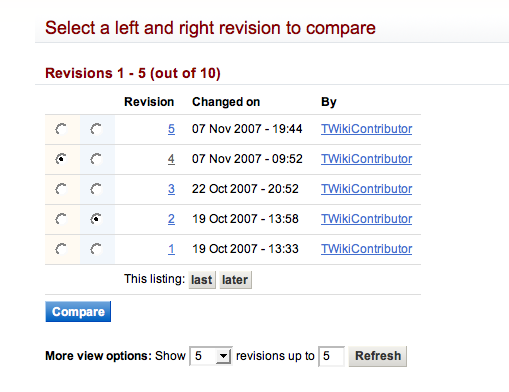 Select a left and right revision to compare
Revisions 1 - 5 (out of 10)
Revision Changed on By
5 07 Nov 2007 - 19:44 TWikiContributor
4 07 Nov 2007 - 09:52 TWikiContributor
3 22 Oct 2007 - 20:52 TWikiContributor
2 19 Oct 2007 - 13:58 TWikiContributor
1 19 Oct 2007 - 13:33 TWikiContributor
This listing: last later
Compare
More view options: Show 5 revisions up to 5 Refresh